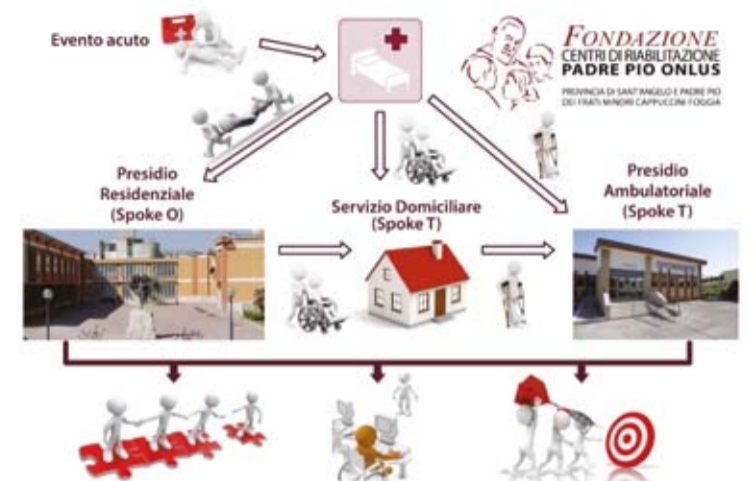 Evento acuto
FONDAZIONE
CENTRI DI RIABILITAZIONE
PADRE PIO ONLUS
PROVINCIA DI SANT'ANGELO E PADRE PIO
DEI FRATI MINORI CAPPUCCINI FOGGIA
Presidio
Residenziale
(Spoke O)
Servizio Domiciliare
(Spoke T)
Presidio
Ambulatoriale
(Spoke T)